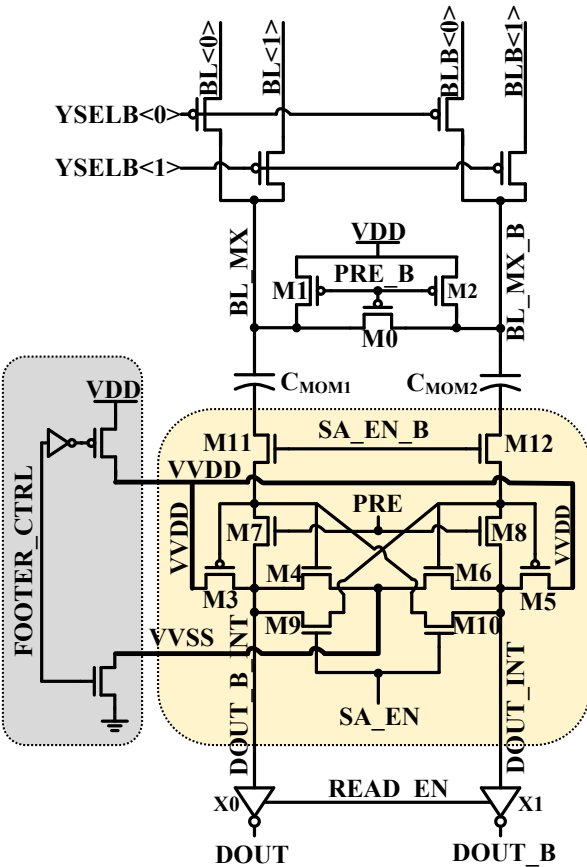 BL<0>
BL<1>
BLB<0>
BLB<1>
YSELB<0>
YSELB<1>
BL_MX
VDD
PRE_B
M1
M2
M0
BL_MX_B
CMOM1
CMOM2
VDD
FOOTER_CTRL
M11
SA_EN_B
M12
VVDD
VVDD
PRE
VVDD
M7
M8
M4
M6
M3
M5
M9
M10
VVSS
SA_EN
DOUT_B_INT
DOUT_INT
X0
READ_EN
X1
DOUT
DOUT_B